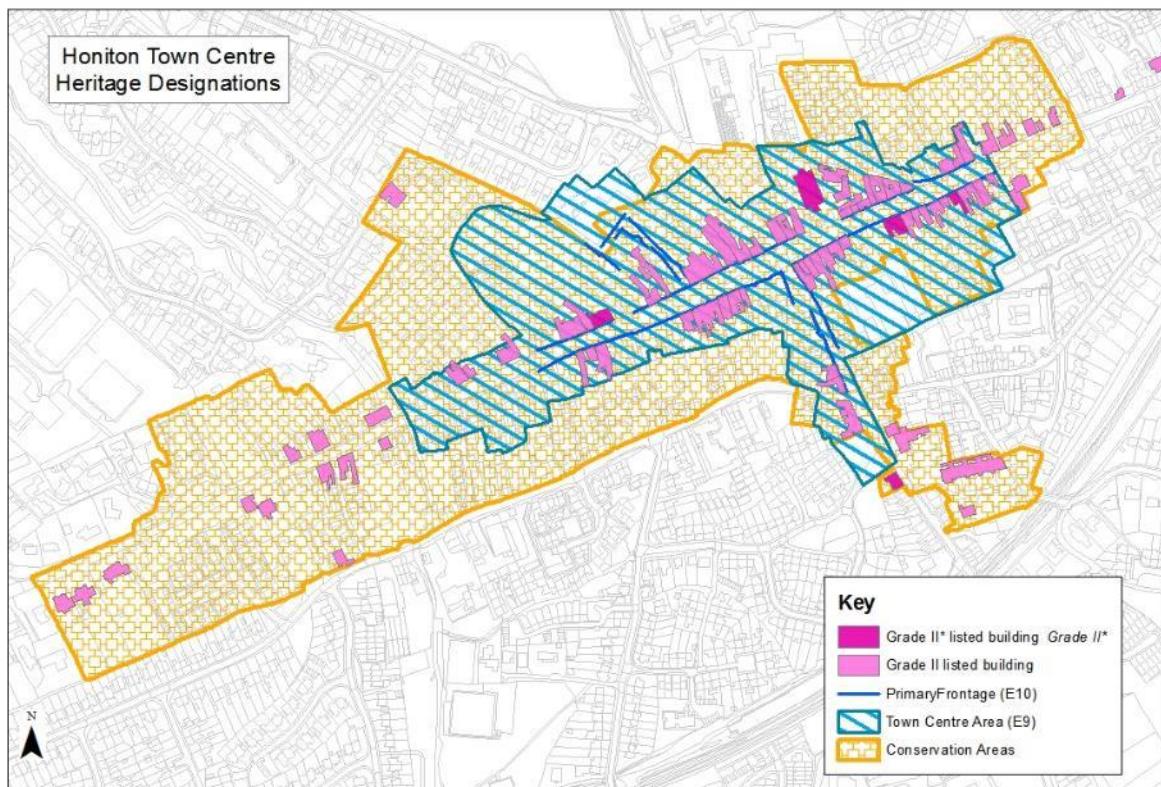 Honiton Town Centre
Heritage Designations
Key
Grade II* listed building Grade II*
Grade II listed building
PrimaryFrontage (E10)
Town Centre Area (E9)
Conservation Areas
N